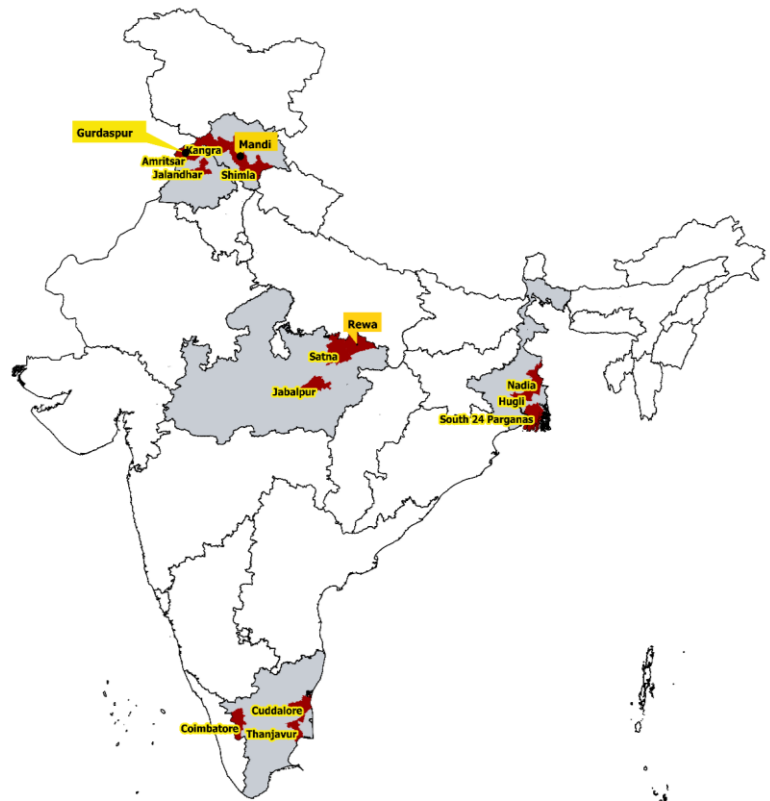 Gurdaspur
Mandi
Kangra
Amritsar
Jalandhar
Shimla
Rewa
Satna
Jabalpur
Nadia
Hugli
South 24 Parganas
Cuddalore
Coimbatore
Thanjavur